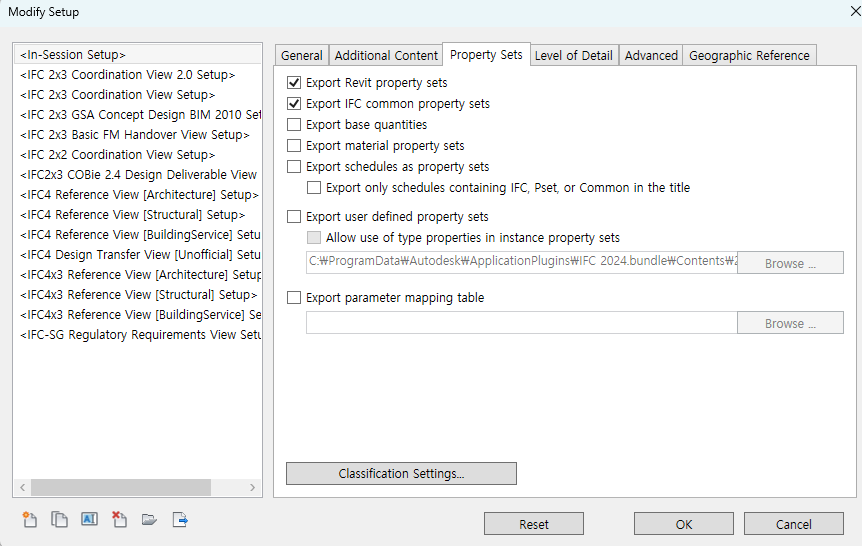 Modify Setup
<In-Session Setup>
<IFC 2x3 Coordination View 2.0 Setup>
<IFC 2x3 Coordination View Setup>
<IFC 2x3 GSA Concept Design BIM 2010 Set
<IFC 2x3 Basic FM Handover View Setup>
<IFC 2x2 Coordination View Setup>
<IFC2x3 COBie 2.4 Design Deliverable View
<IFC4 Reference View [Architecture] Setup>
<IFC4 Reference View [Structural] Setup>
<IFC4 Reference View [BuildingService] Setu
<IFC4 Design Transfer View [Unofficial] Setu
<IFC4x3 Reference View [Architecture] Setup
<IFC4x3 Reference View [Structural] Setup>
<IFC4x3 Reference View [BuildingService] Se
<IFC-SG Regulatory Requirements View Setu
General Additional Content Property Sets Level of Detail Advanced Geographic Reference
Export Revit property sets
Export IFC common property sets
Export base quantities
Export material property sets
Export schedules as property sets
Export only schedules containing IFC, Pset, or Common in the title
Export user defined property sets
Allow use of type properties in instance property sets
C:₩ProgramData₩Autodesk₩ApplicationPlugins₩IFC 2024.bundle₩Contents₩2 Browse ...
Export parameter mapping table
Browse ...
Classification Settings...
AI
Reset OK Cancel